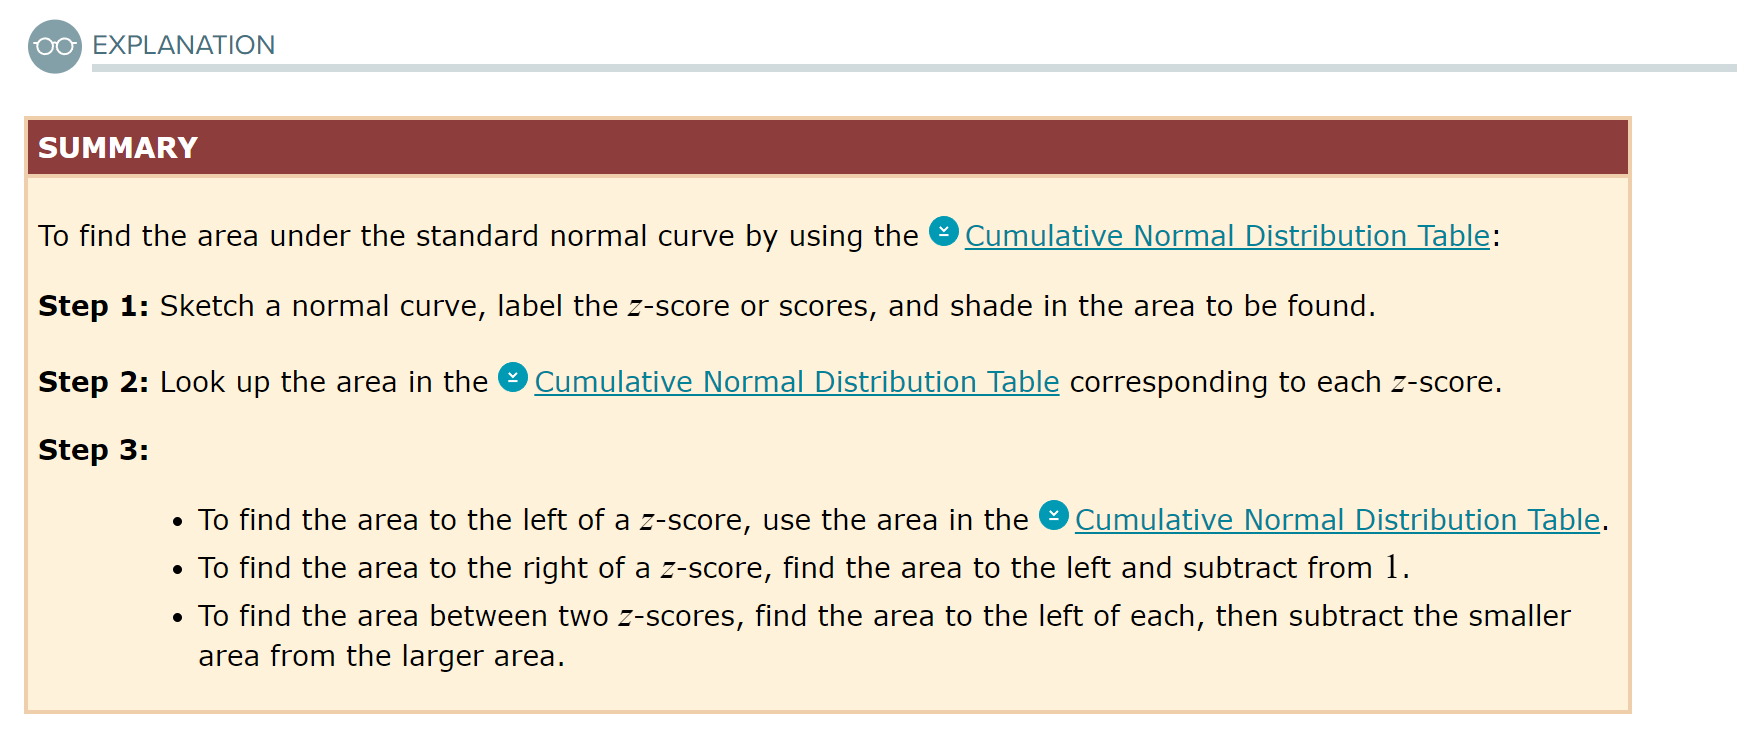 EXPLANATION
SUMMARY
To find the area under the standard normal curve by using the Cumulative Normal Distribution Table:
Step 1: Sketch a normal curve, label the z-score or scores, and shade in the area to be found.
Step 2: Look up the area in the Cumulative Normal Distribution Table corresponding to each z-score.
Step 3:
• To find the area to the left of a z-score, use the area in the Cumulative Normal Distribution Table.
• To find the area to the right of a z-score, find the area to the left and subtract from 1.
• To find the area between two z-scores, find the area to the left of each, then subtract the smaller
area from the larger area.